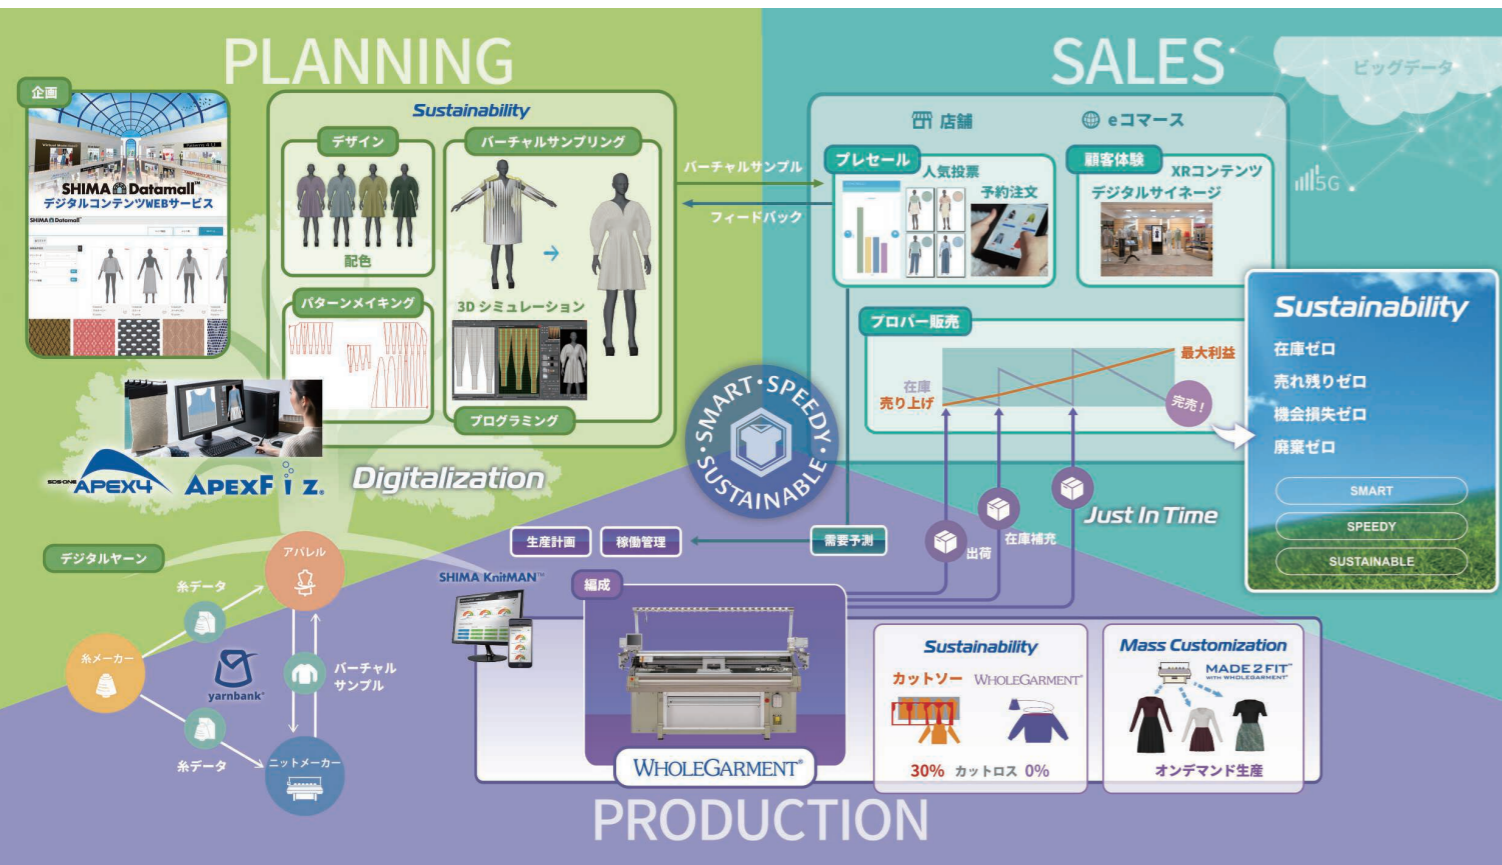 PLANNING
SALES
ビッグデータ
5G
企画
SHIMA Datamall™
デジタルコンテンツWEBサービス
SHIMA Datamall
Sustainability
デザイン
配色
バーチャルサンプリング
3D シミュレーション
プログラミング
パターンメイキング
バーチャルサンプル
フィードバック
店舗
eコマース
プレセール
人気投票
予約注文
顧客体験
XRコンテンツ
デジタルサイネージ
プロパー販売
最大利益
在庫
売り上げ
完売!
Sustainability
在庫ゼロ
売れ残りゼロ
機会損失ゼロ
廃棄ゼロ
SMART
SPEEDY
SUSTAINABLE
SMART・SPEEDY・SUSTAINABLE・
SDS-ONE APEX4
APEXFiz®
Digitalization
Just In Time
生産計画
稼働管理
需要予測
出荷
在庫補充
デジタルヤーン
アパレル
糸データ
糸メーカー
yarnbank®
バーチャル
サンプル
糸データ
ニットメーカー
SHIMA KnitMAN™
編成
WHOLEGARMENT®
Sustainability
カットソー
WHOLEGARMENT®
30% カットロス 0%
Mass Customization
MADE2FIT™
WITH WHOLEGARMENT®
オンデマンド生産
PRODUCTION